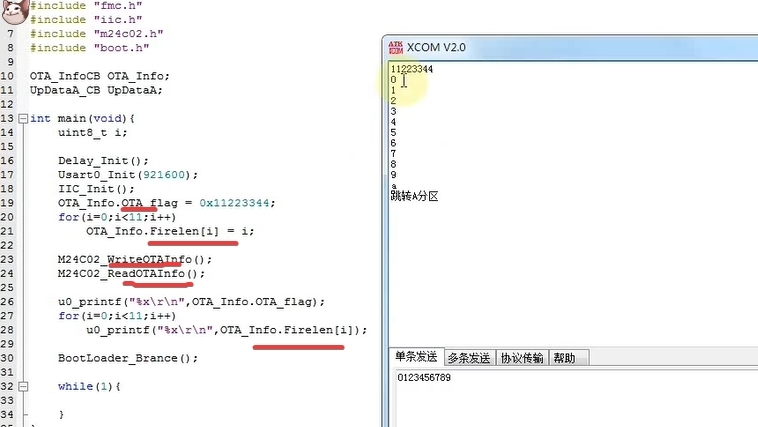 #include "fmc.h"
#include "iic.h"
7 #include "m24c02.h"
8 #include "boot.h"
9
10 OTA_InfoCB OTA_Info;
11 UpDataA_CB UpDataA;
12
13 int main(void){
14 uint8_t i;
15
16 Delay_Init();
17 Usart0_Init(921600);
18 IIC_Init();
19 OTA_Info.OTA_flag = 0x11223344;
20 for(i=0;i<11;i++)
21 OTA_Info.Firelen[i] = i;
22
23 M24C02_WriteOTAInfo();
24 M24C02_ReadOTAInfo();
25
26 u0_printf("%x\r\n",OTA_Info.OTA_flag);
27 for(i=0;i<11;i++)
28 u0_printf("%x\r\n",OTA_Info.Firelen[i]);
29
30 BootLoader_Brance();
31
32 while(1){
33
34 }
ATK XCOM XCOM V2.0
11223344
0
1
2
3
4
5
6
7
8
9
a
跳转A分区
单条发送 多条发送 协议传输 帮助
0123456789